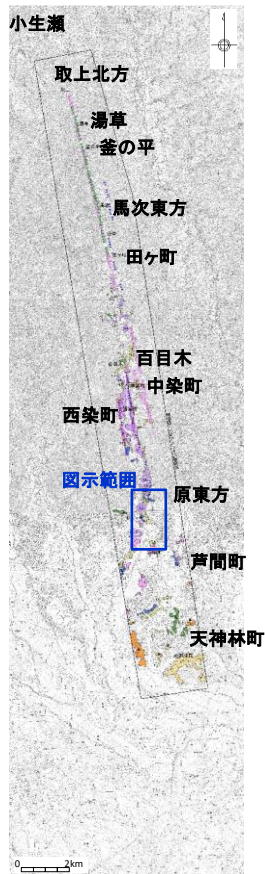 小生瀬
取上北方
湯草
釜の平
馬次東方
田ヶ町
百目木
中染町
西染町
図示範囲
原東方
芦間町
天神林町
0 2km